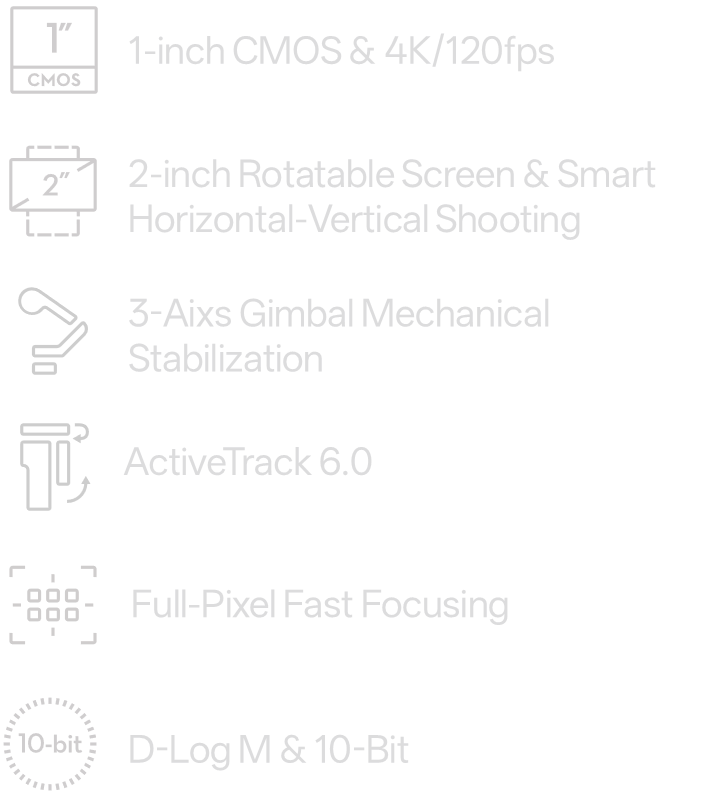 1″
CMOS
1-inch CMOS & 4K/120fps
2″
2-inch Rotatable Screen & Smart
Horizontal-Vertical Shooting
3-Aixs Gimbal Mechanical
Stabilization
ActiveTrack 6.0
Full-Pixel Fast Focusing
10-bit
D-Log M & 10-Bit